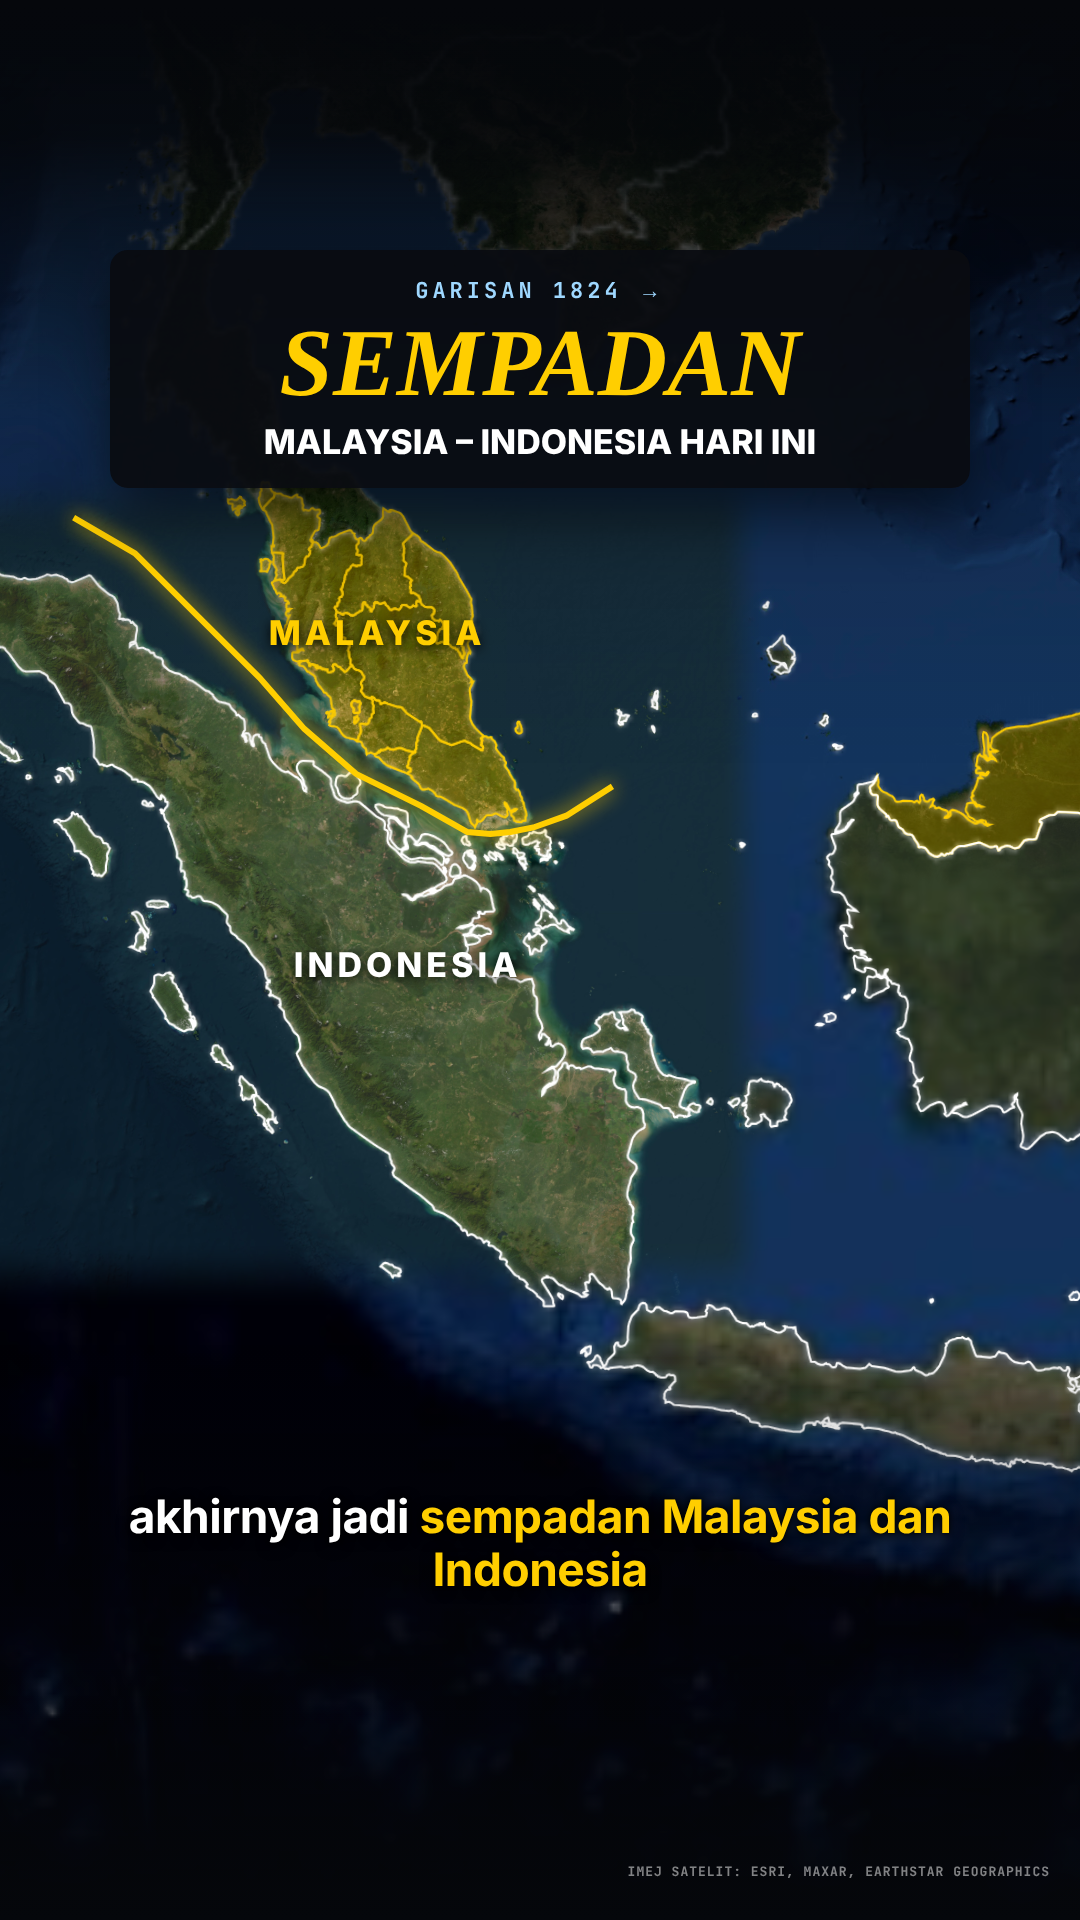 GARISAN 1824 →
SEMPADAN
MALAYSIA – INDONESIA HARI INI
MALAYSIA
INDONESIA
akhirnya jadi sempadan Malaysia dan
Indonesia
IMEJ SATELIT: ESRI, MAXAR, EARTHSTAR GEOGRAPHICS